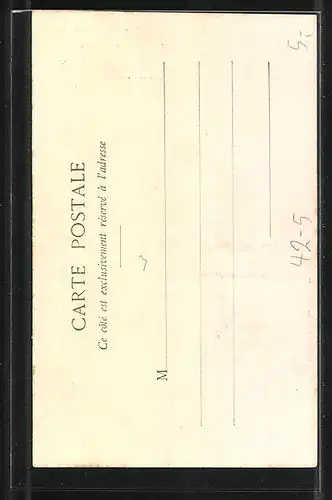 CARTE POSTALE
Ce côté est exclusivement réservé à l'adresse
M
42-5
5,-